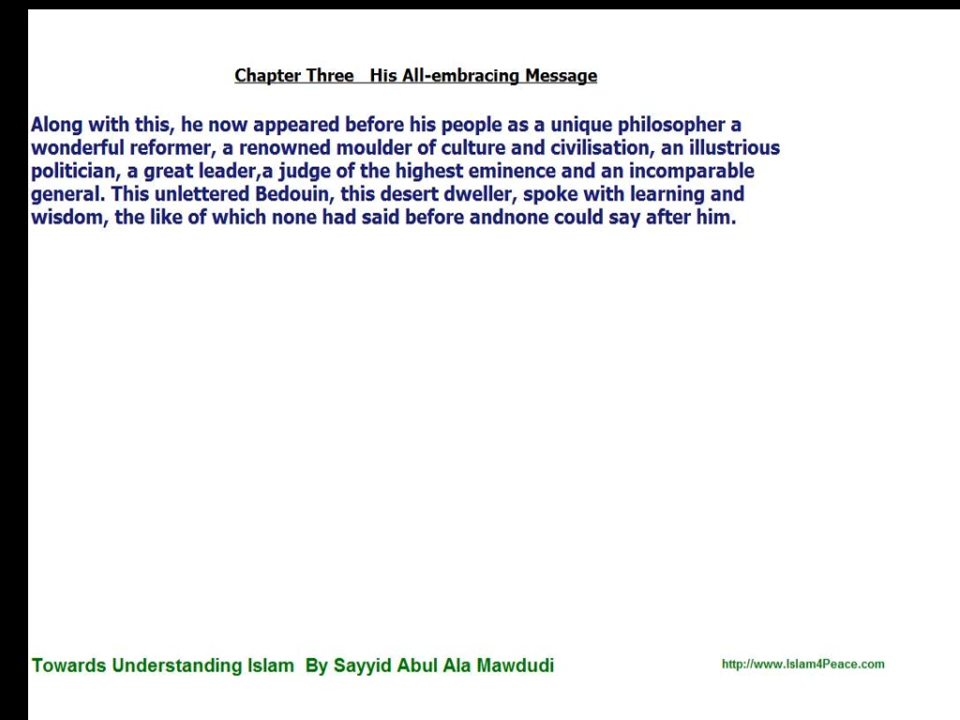 Chapter Three   His All-embracing Message
Along with this, he now appeared before his people as a unique philosopher a
wonderful reformer, a renowned moulder of culture and civilisation, an illustrious
politician, a great leader,a judge of the highest eminence and an incomparable
general. This unlettered Bedouin, this desert dweller, spoke with learning and
wisdom, the like of which none had said before andnone could say after him.
Towards Understanding Islam  By Sayyid Abul Ala Mawdudi
http://www.Islam4Peace.com